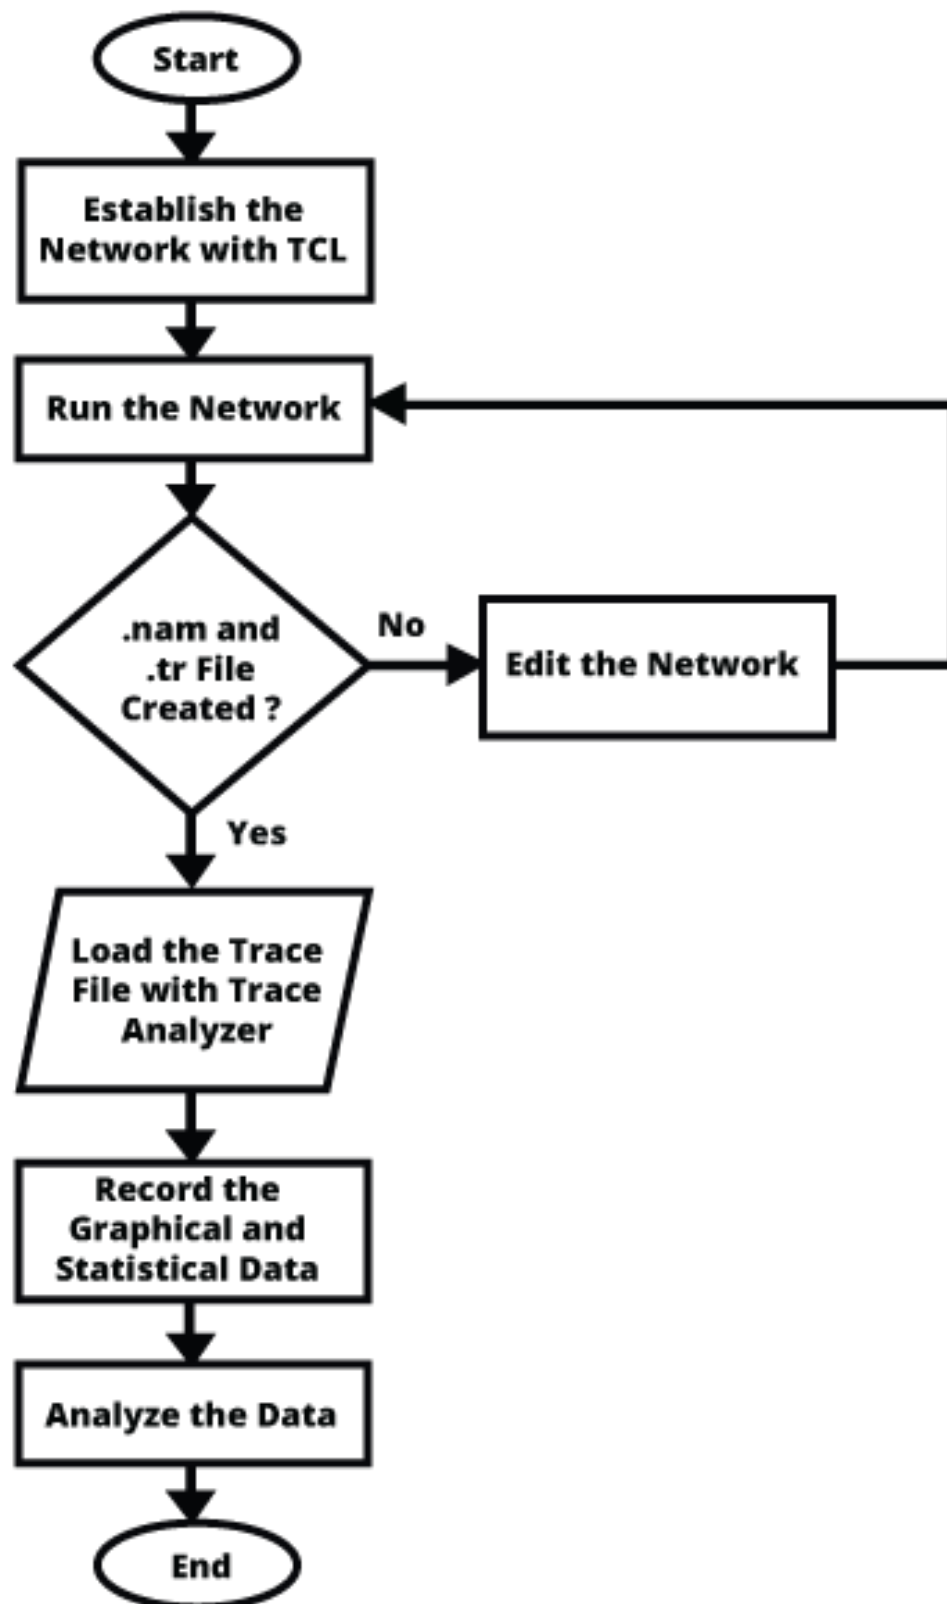 Start
Establish the
Network with TCL
Run the Network
.nam and
.tr File
Created ?
No
Edit the Network
Yes
Load the Trace
File with Trace
Analyzer
Record the
Graphical and
Statistical Data
Analyze the Data
End